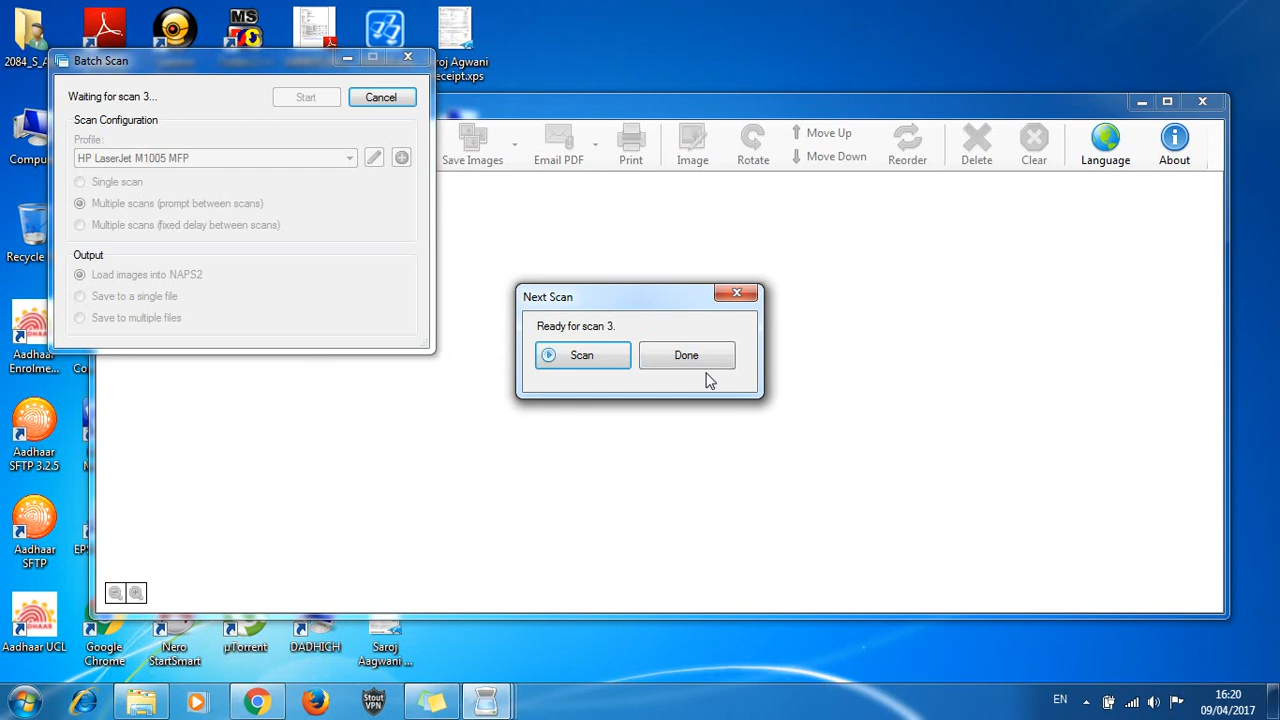 2084_S_A
MS
roj Agwani
eceipt.xps
Batch Scan
Waiting for scan 3...
Start
Cancel
Scan Configuration
Profile:
HP LaserJet M1005 MFP
Single scan
Multiple scans (prompt between scans)
Multiple scans (fixed delay between scans)
Output
Load images into NAPS2
Save to a single file
Save to multiple files
Save Images
Email PDF
Print
Image
Rotate
Move Up
Move Down
Reorder
Delete
Clear
Language
About
Next Scan
Ready for scan 3.
Scan
Done
Compu
Recycle
Aadhaar
Enrolme...
Co
Aadhaar
SFTP 3.2.5
Aadhaar
SFTP
EPS
Aadhaar UCL
Google
Chrome
Nero
StartSmart
µTorrent
DADHICH
Saroj
Aagwani ...
Stout
VPN
EN
16:20
09/04/2017